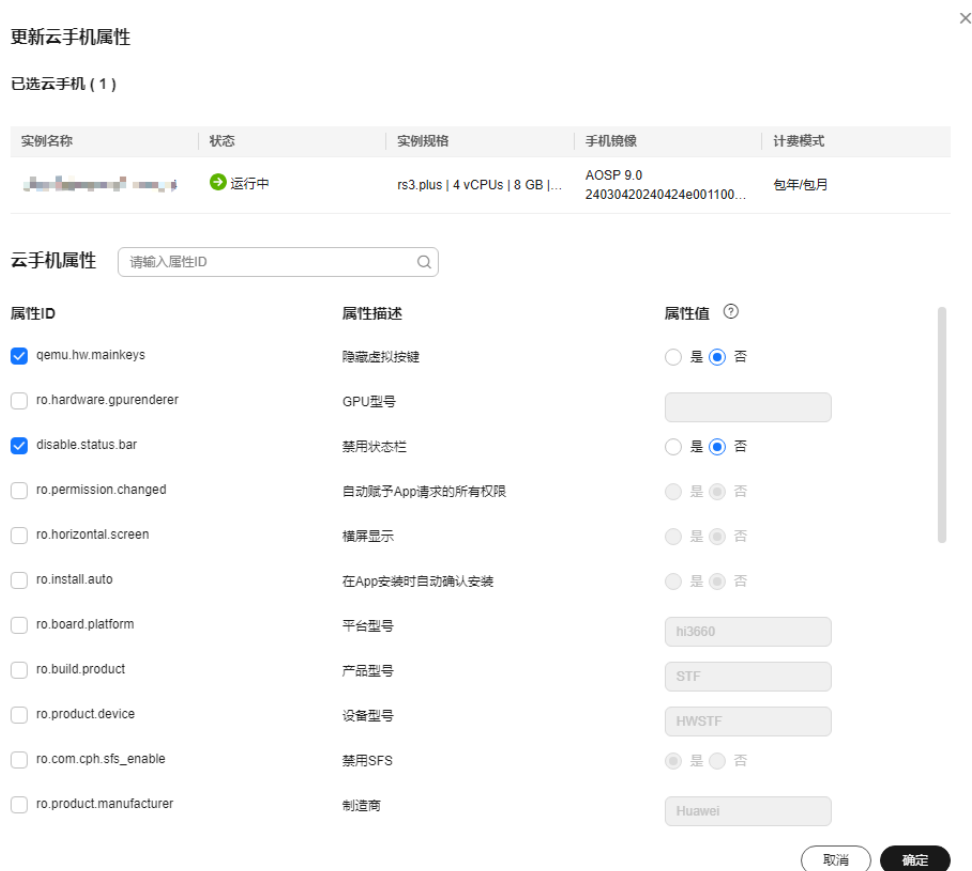 更新云手机属性
已选云手机 ( 1 )
实例名称 状态 实例规格 手机镜像 计费模式
运行中 rs3.plus | 4 vCPUs | 8 GB |... AOSP 9.0 包年/包月
24030420240424e001100...
云手机属性 请输入属性ID
属性ID 属性描述 属性值 ?
qemu.hw.mainkeys 隐藏虚拟按键 是 否
ro.hardware.gpurenderer GPU型号
disable.status.bar 禁用状态栏 是 否
ro.permission.changed 自动赋予App请求的所有权限 是 否
ro.horizontal.screen 横屏显示 是 否
ro.install.auto 在App安装时自动确认安装 是 否
ro.board.platform 平台型号 hi3660
ro.build.product 产品型号 STF
ro.product.device 设备型号 HWSTF
ro.com.cph.sfs_enable 禁用SFS 是 否
ro.product.manufacturer 制造商 Huawei
取消 确定